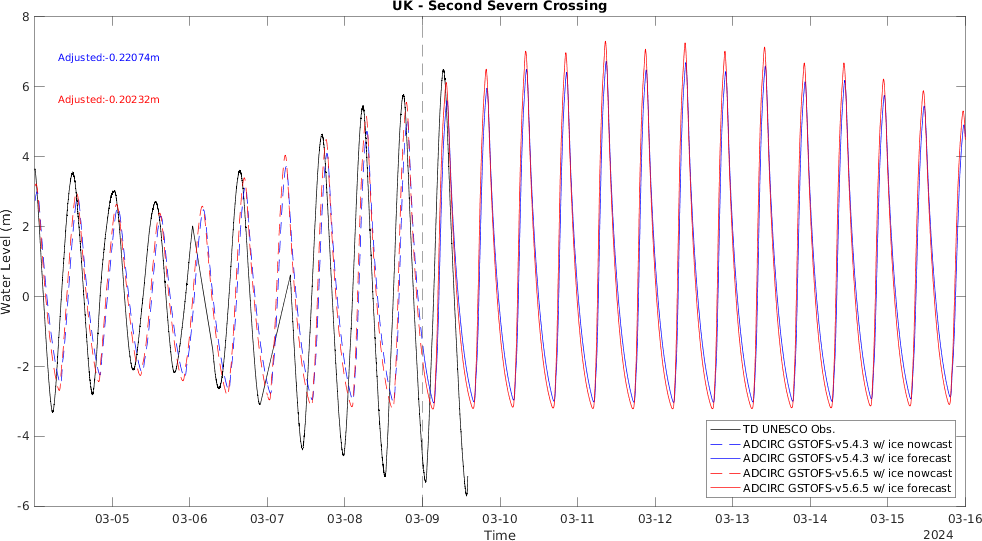 UK - Second Severn Crossing
8
6
4
2
0
-2
-4
-6
Water Level (m)
Adjusted:-0.22074m
Adjusted:-0.20232m
TD UNESCO Obs.
ADCIRC GSTOFS-v5.4.3 w/ ice nowcast
ADCIRC GSTOFS-v5.4.3 w/ ice forecast
ADCIRC GSTOFS-v5.6.5 w/ ice nowcast
ADCIRC GSTOFS-v5.6.5 w/ ice forecast
03-05 03-06 03-07 03-08 03-09 03-10 03-11 03-12 03-13 03-14 03-15 03-16
Time
2024